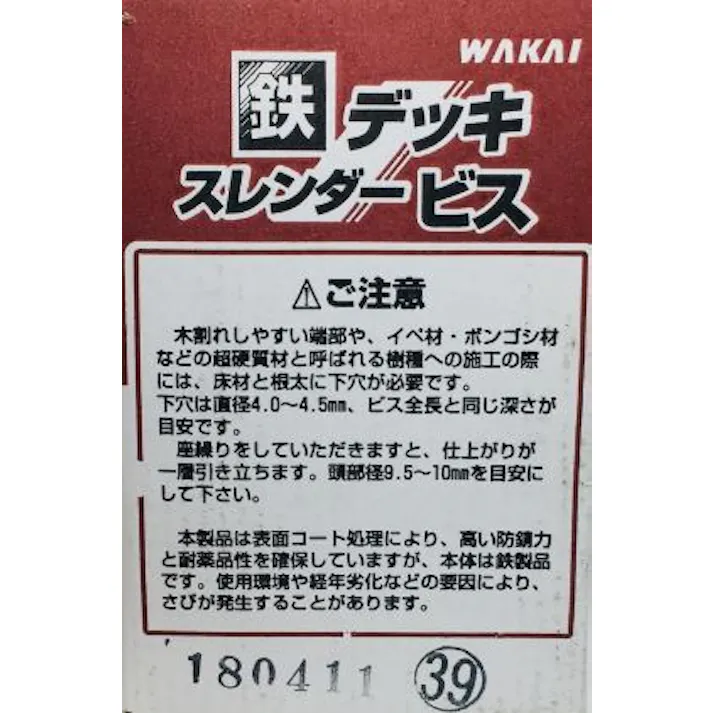 WAKAI
鉄 デッキ
スレンダービス
⚠ご注意
木割れしやすい端部や、イペ材・ボンゴシ材
などの超硬質材と呼ばれる樹種への施工の際
には、床材と根太に下穴が必要です。
下穴は直径4.0〜4.5mm、ビス全長と同じ深さが
目安です。
座繰りをしていただきますと、仕上がりが
一層引き立ちます。頭部径9.5〜10mmを目安に
して下さい。
本製品は表面コート処理により、高い防錆力
と耐薬品性を確保していますが、本体は鉄製品
です。使用環境や経年劣化などの要因により、
さびが発生することがあります。
180411 ㊴